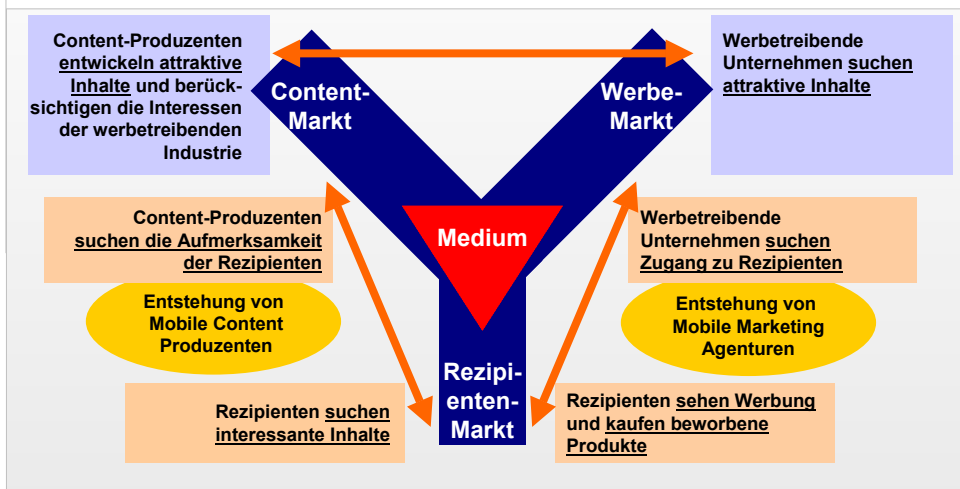 Content-Produzenten
entwickeln attraktive
Inhalte und berück-
sichtigen die Interessen
der werbetreibenden
Industrie
Content-
Markt
Werbe-
Markt
Werbetreibende
Unternehmen suchen
attraktive Inhalte
Content-Produzenten
suchen die Aufmerksamkeit
der Rezipienten
Medium
Werbetreibende
Unternehmen suchen
Zugang zu Rezipienten
Entstehung von
Mobile Content
Produzenten
Entstehung von
Mobile Marketing
Agenturen
Rezipienten suchen
interessante Inhalte
Rezipi-
enten-
Markt
Rezipienten sehen Werbung
und kaufen beworbene
Produkte